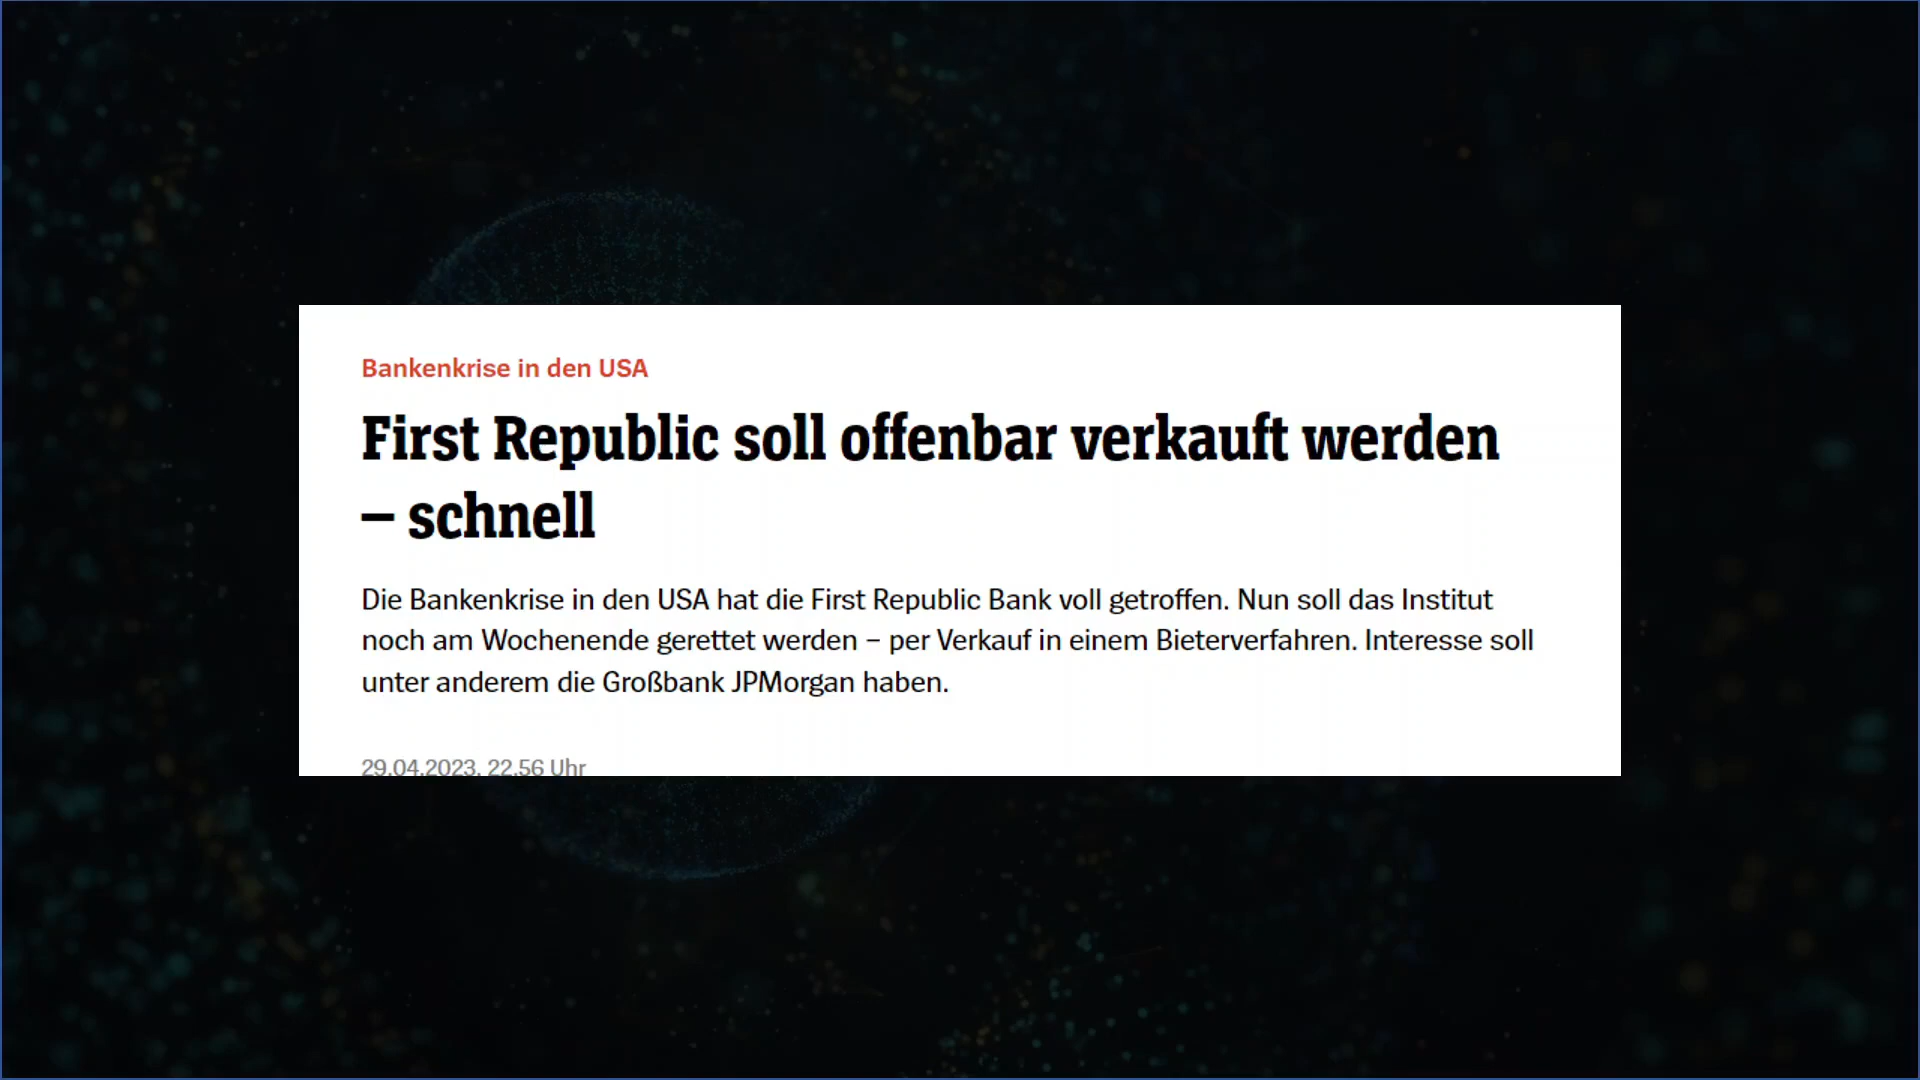 Bankenkrise in den USA
First Republic soll offenbar verkauft werden
– schnell
Die Bankenkrise in den USA hat die First Republic Bank voll getroffen. Nun soll das Institut
noch am Wochenende gerettet werden – per Verkauf in einem Bieterverfahren. Interesse soll
unter anderem die Großbank JPMorgan haben.
29.04.2023, 22.56 Uhr